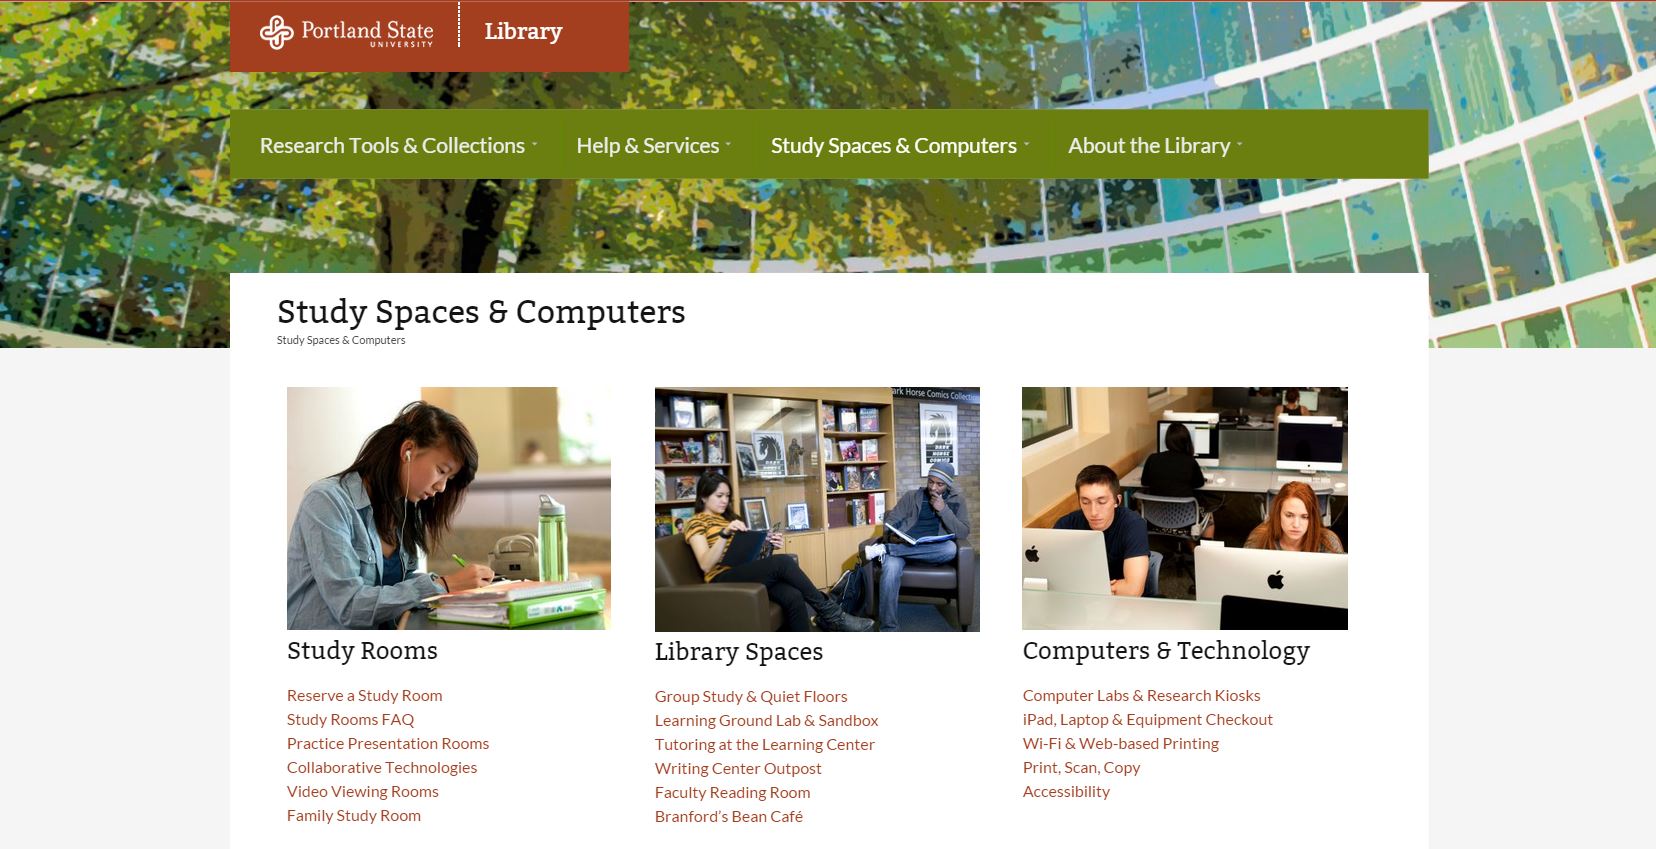 Portland State
UNIVERSITY
Library
Research Tools & Collections
Help & Services
Study Spaces & Computers
About the Library
Study Spaces & Computers
Study Spaces & Computers
ark Horse Comics Collection
DARK
HORSE
COMICS
Study Rooms
Reserve a Study Room
Study Rooms FAQ
Practice Presentation Rooms
Collaborative Technologies
Video Viewing Rooms
Family Study Room
Library Spaces
Group Study & Quiet Floors
Learning Ground Lab & Sandbox
Tutoring at the Learning Center
Writing Center Outpost
Faculty Reading Room
Branford’s Bean Café
Computers & Technology
Computer Labs & Research Kiosks
iPad, Laptop & Equipment Checkout
Wi-Fi & Web-based Printing
Print, Scan, Copy
Accessibility